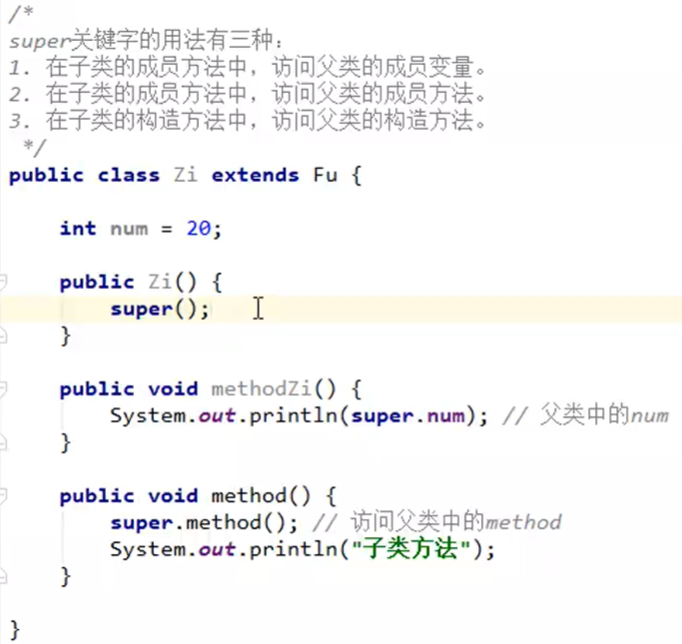 /*
super关键字的用法有三种：
1. 在子类的成员方法中，访问父类的成员变量。
2. 在子类的成员方法中，访问父类的成员方法。
3. 在子类的构造方法中，访问父类的构造方法。
 */
public class Zi extends Fu {
    int num = 20;
    public Zi() {
        super();
    }
    public void methodZi() {
        System.out.println(super.num); // 父类中的num
    }
    public void method() {
        super.method(); // 访问父类中的method
        System.out.println("子类方法");
    }
}